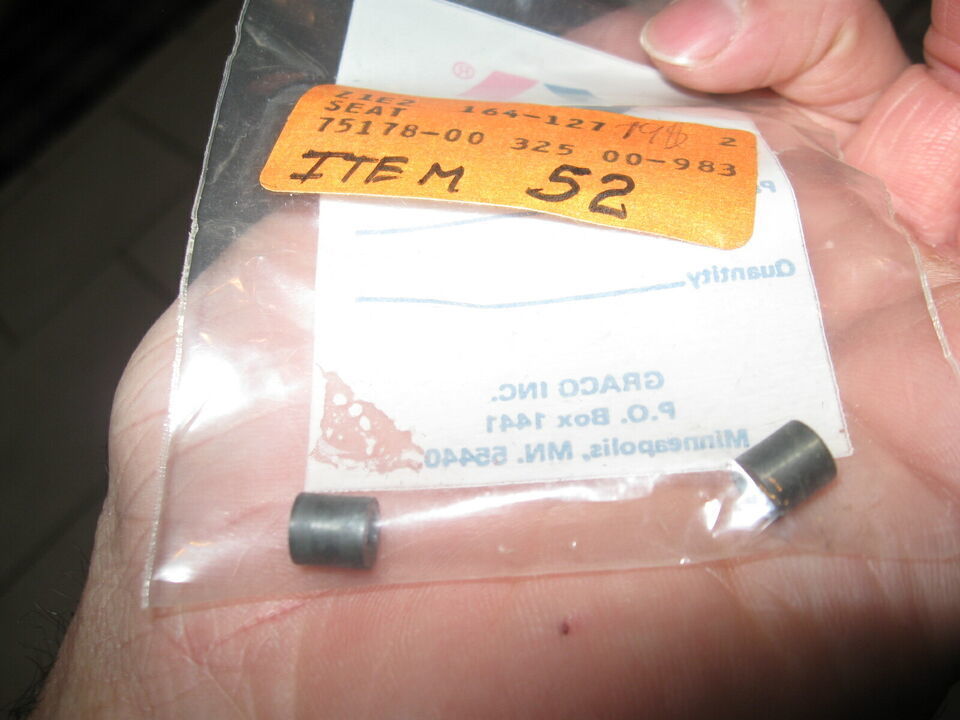 Z1E2 164-127 2
SEAT
75178-00 325 00-983
ITEM 52
®
Quantity
GRACO INC.
P.O. Box 1441
Minneapolis, MN. 55440